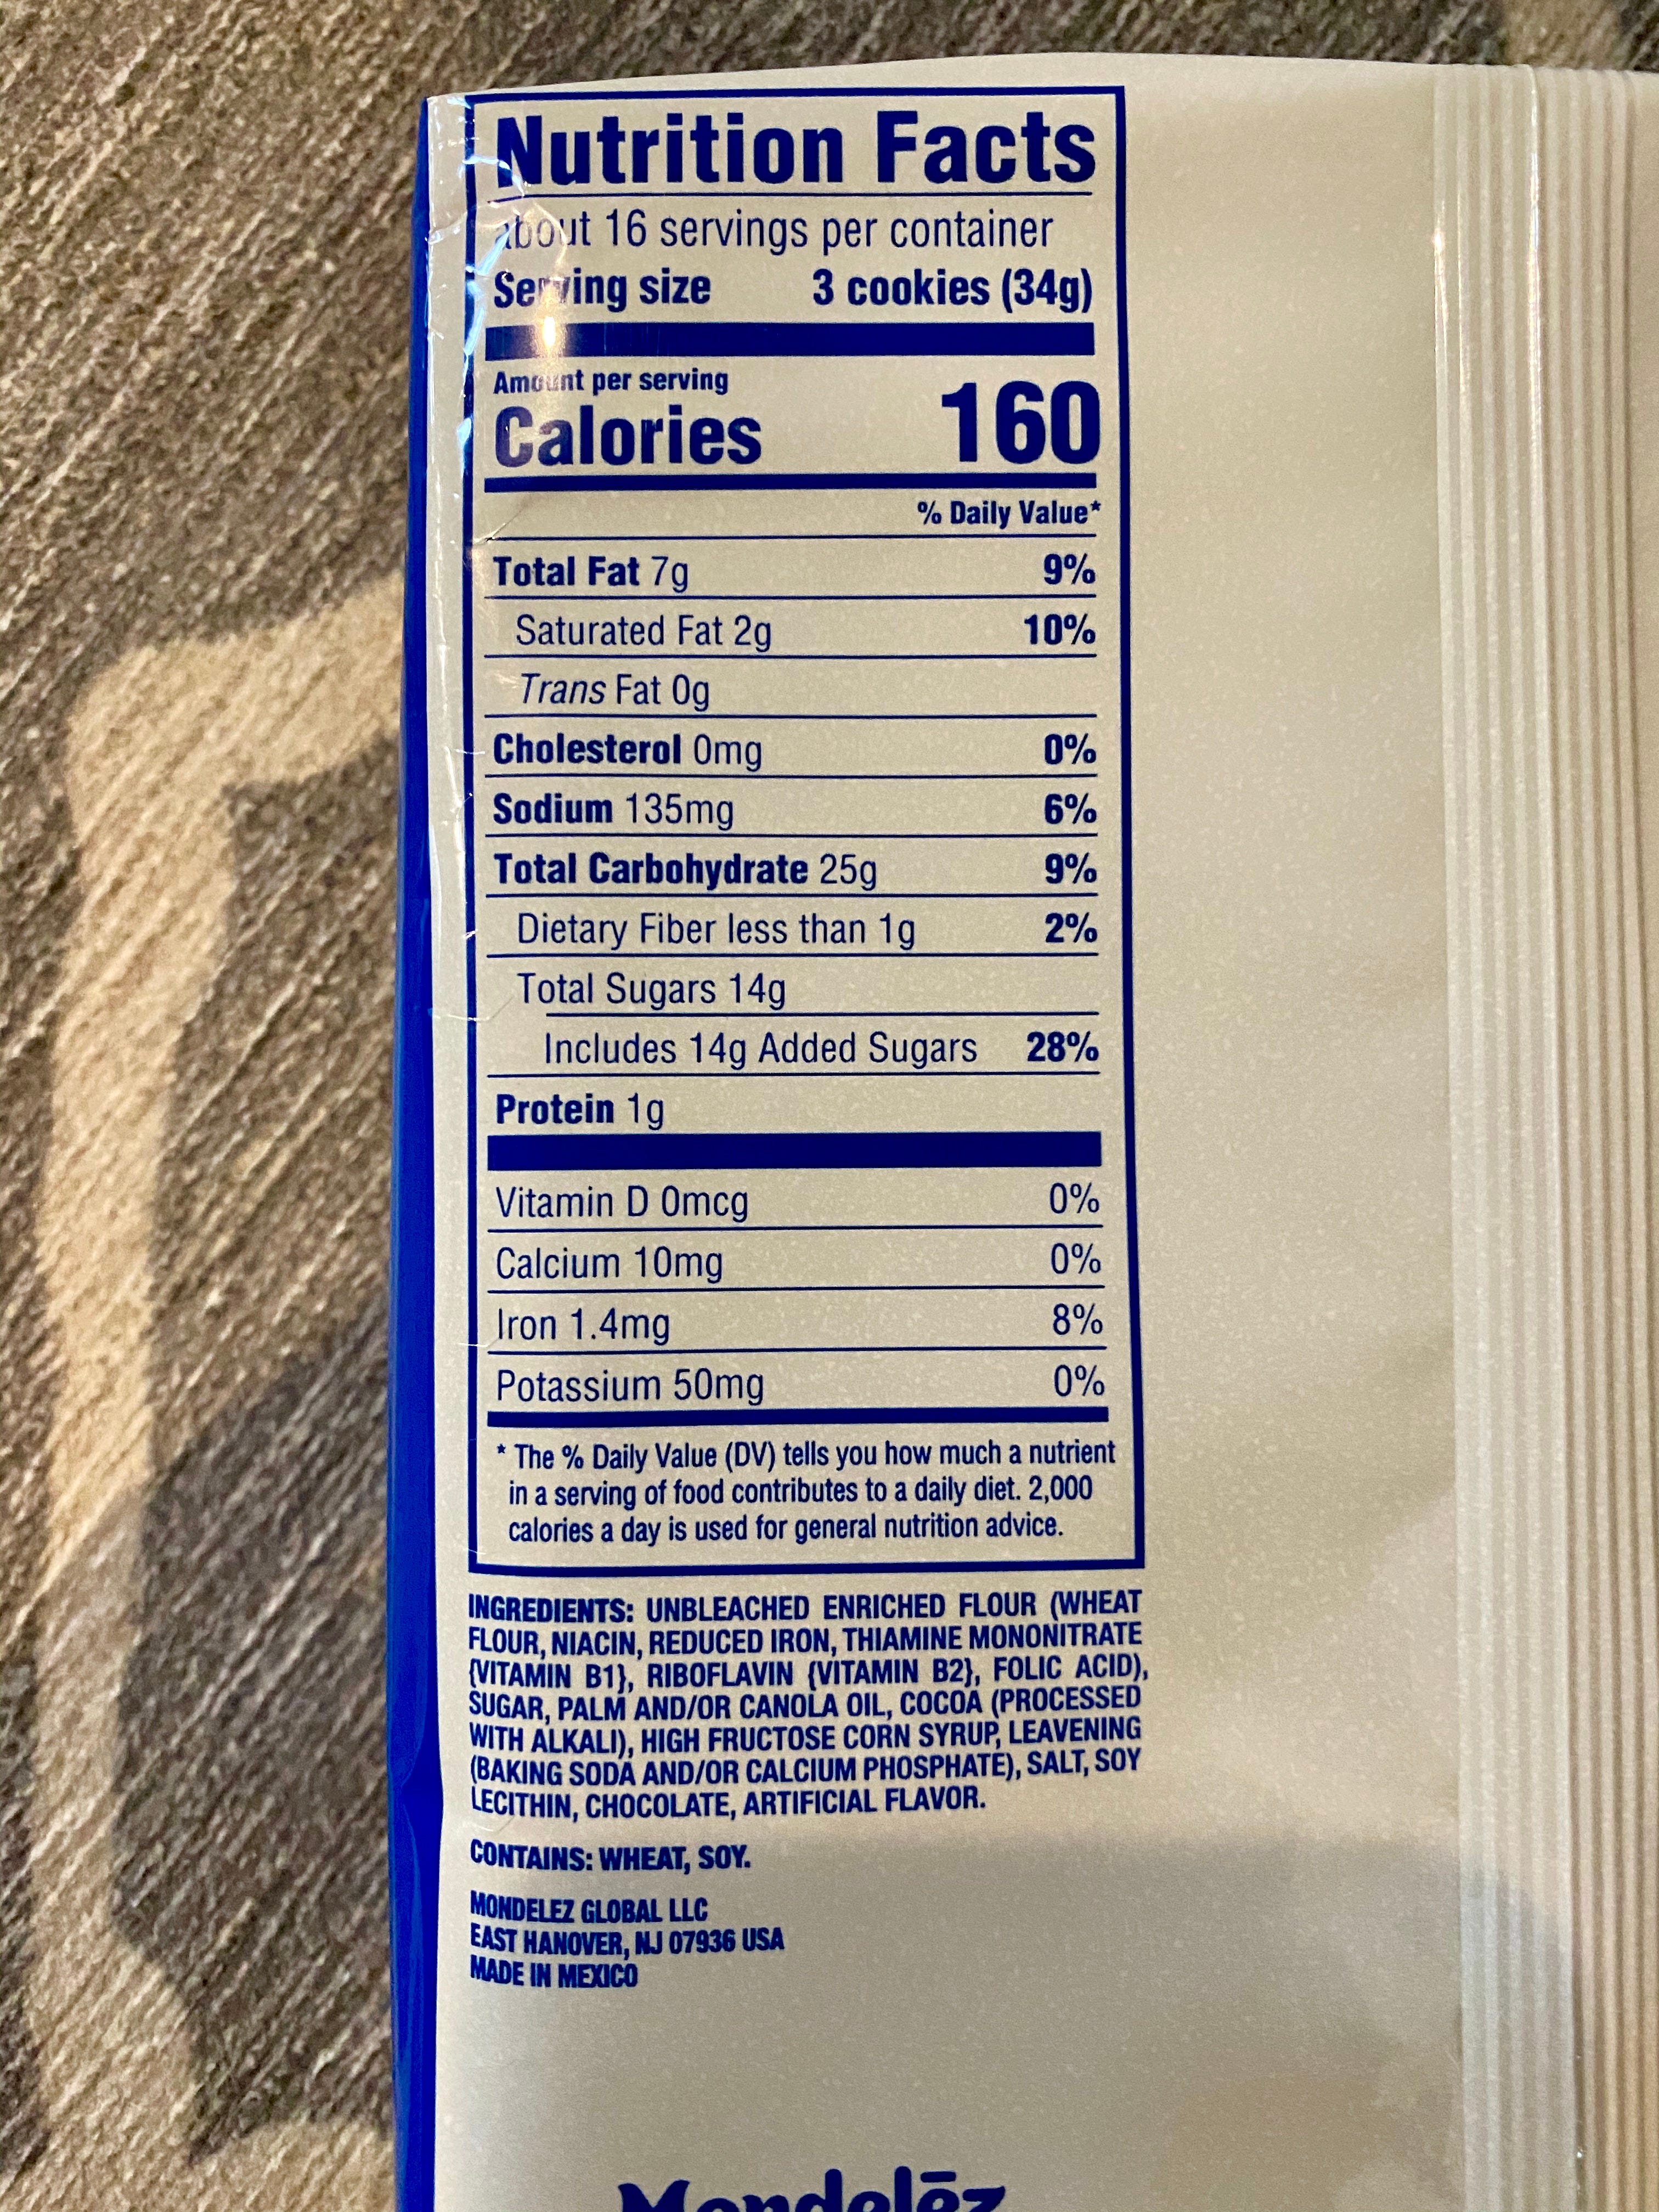 Nutrition Facts
about 16 servings per container
Serving size 3 cookies (34g)
Amount per serving
Calories 160
% Daily Value*
Total Fat 7g 9%
Saturated Fat 2g 10%
Trans Fat 0g
Cholesterol 0mg 0%
Sodium 135mg 6%
Total Carbohydrate 25g 9%
Dietary Fiber less than 1g 2%
Total Sugars 14g
Includes 14g Added Sugars 28%
Protein 1g
Vitamin D 0mcg 0%
Calcium 10mg 0%
Iron 1.4mg 8%
Potassium 50mg 0%
* The % Daily Value (DV) tells you how much a nutrient
in a serving of food contributes to a daily diet. 2,000
calories a day is used for general nutrition advice.
INGREDIENTS: UNBLEACHED ENRICHED FLOUR (WHEAT
FLOUR, NIACIN, REDUCED IRON, THIAMINE MONONITRATE
{VITAMIN B1}, RIBOFLAVIN {VITAMIN B2}, FOLIC ACID),
SUGAR, PALM AND/OR CANOLA OIL, COCOA (PROCESSED
WITH ALKALI), HIGH FRUCTOSE CORN SYRUP, LEAVENING
(BAKING SODA AND/OR CALCIUM PHOSPHATE), SALT, SOY
LECITHIN, CHOCOLATE, ARTIFICIAL FLAVOR.
CONTAINS: WHEAT, SOY.
MONDELEZ GLOBAL LLC
EAST HANOVER, NJ 07936 USA
MADE IN MEXICO
Mondelēz